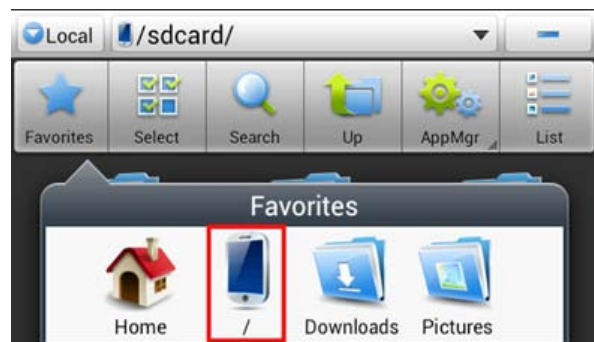 Local /sdcard/
Favorites Select Search Up AppMgr List
Favorites
Home / Downloads Pictures